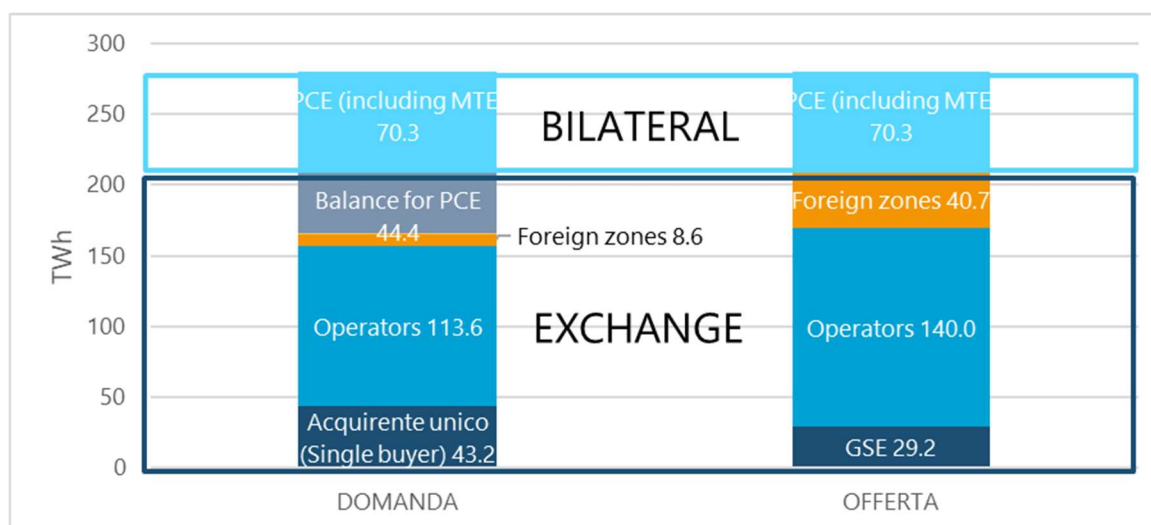 300
250
200
150
100
50
0
TWh
PCE (including MTE
70.3
Balance for PCE
44.4
Foreign zones 8.6
Operators 113.6
Acquirente unico
(Single buyer) 43.2
BILATERAL
EXCHANGE
PCE (including MTE
70.3
Foreign zones 40.7
Operators 140.0
GSE 29.2
DOMANDA
OFFERTA